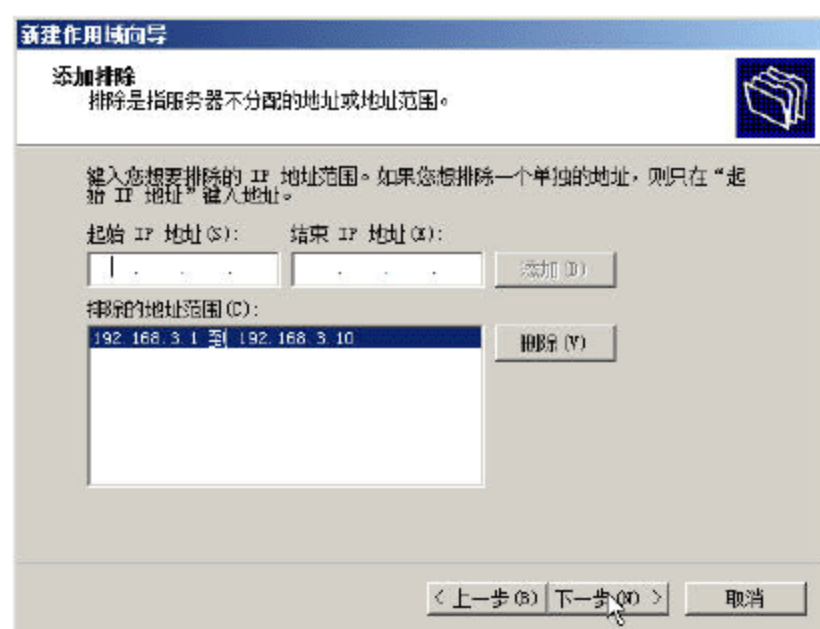 新建作用域向导
添加排除
排除是指服务器不分配的地址或地址范围。
键入您想要排除的 IP 地址范围。如果您想排除一个单独的地址，则只在“起
始 IP 地址”键入地址。
起始 IP 地址(S): 结束 IP 地址(E):
添加(D)
排除的地址范围(C):
192.168.3.1 到 192.168.3.10
删除(V)
< 上一步(B) 下一步(N) > 取消